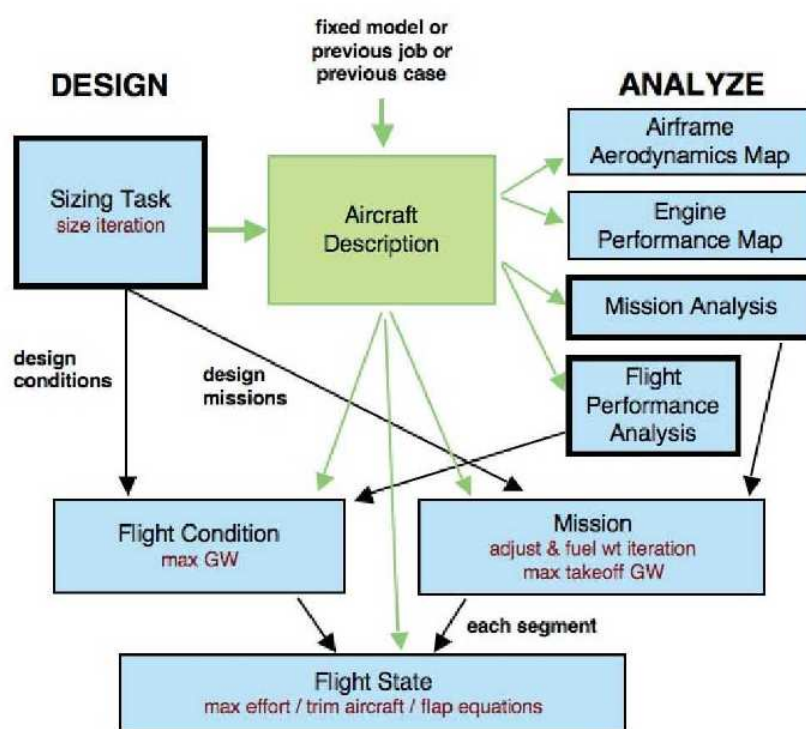 fixed model or
previous job or
previous case
DESIGN
ANALYZE
Sizing Task
size iteration
Aircraft
Description
Airframe
Aerodynamics Map
Engine
Performance Map
Mission Analysis
Flight
Performance
Analysis
design
conditions
design
missions
Flight Condition
max GW
Mission
adjust & fuel wt iteration
max takeoff GW
each segment
Flight State
max effort / trim aircraft / flap equations